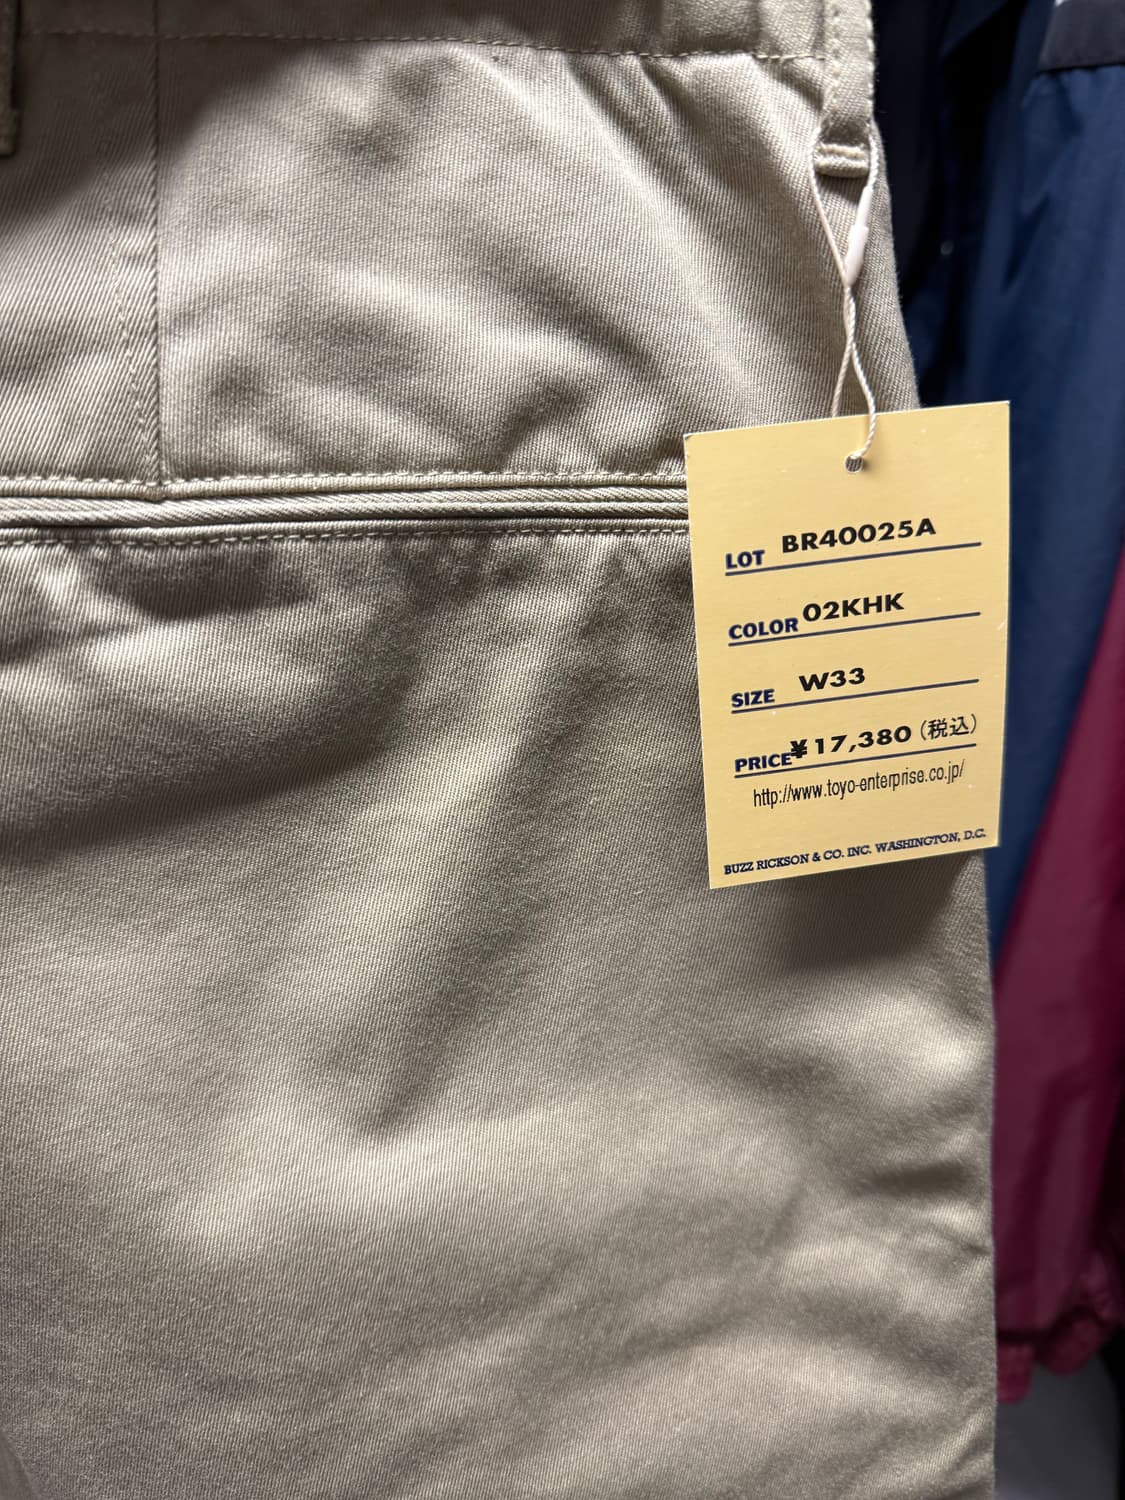 LOT BR40025A
COLOR 02KHK
SIZE W33
PRICE ¥17,380(税込)
http://www.toyo-enterprise.co.jp/
BUZZ RICKSON & CO. INC. WASHINGTON, D.C.